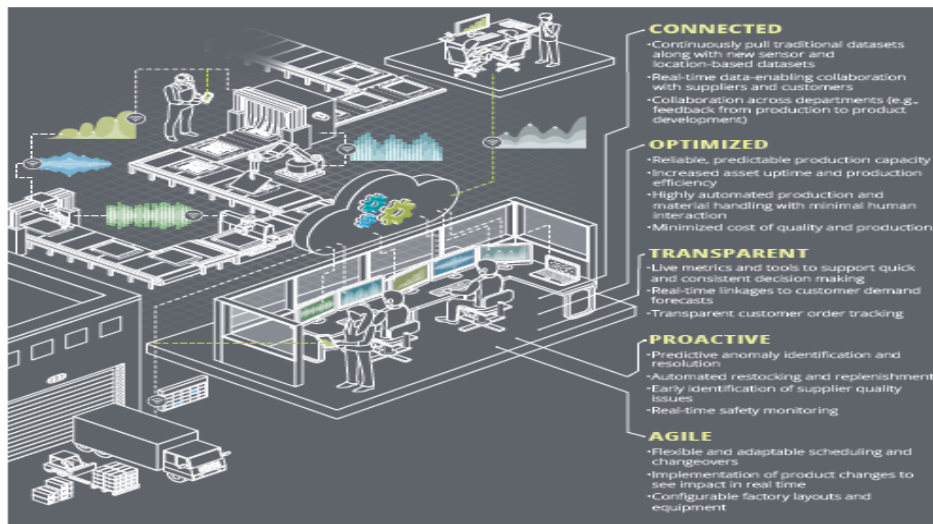 CONNECTED
•Continuously pull traditional datasets
along with new sensor and
location-based datasets
•Real-time data-enabling collaboration
with suppliers and customers
•Collaboration across departments (e.g.,
feedback from production to product
development)
OPTIMIZED
•Reliable, predictable production capacity
•Increased asset uptime and production
efficiency
•Highly automated production and
material handling with minimal human
interaction
•Minimized cost of quality and production
TRANSPARENT
•Live metrics and tools to support quick
and consistent decision making
•Real-time linkages to customer demand
forecasts
•Transparent customer order tracking
PROACTIVE
•Predictive anomaly identification and
resolution
•Automated restocking and replenishment
•Early identification of supplier quality
issues
•Real-time safety monitoring
AGILE
•Flexible and adaptable scheduling and
changeovers
•Implementation of product changes to
see impact in real time
•Configurable factory layouts and
equipment